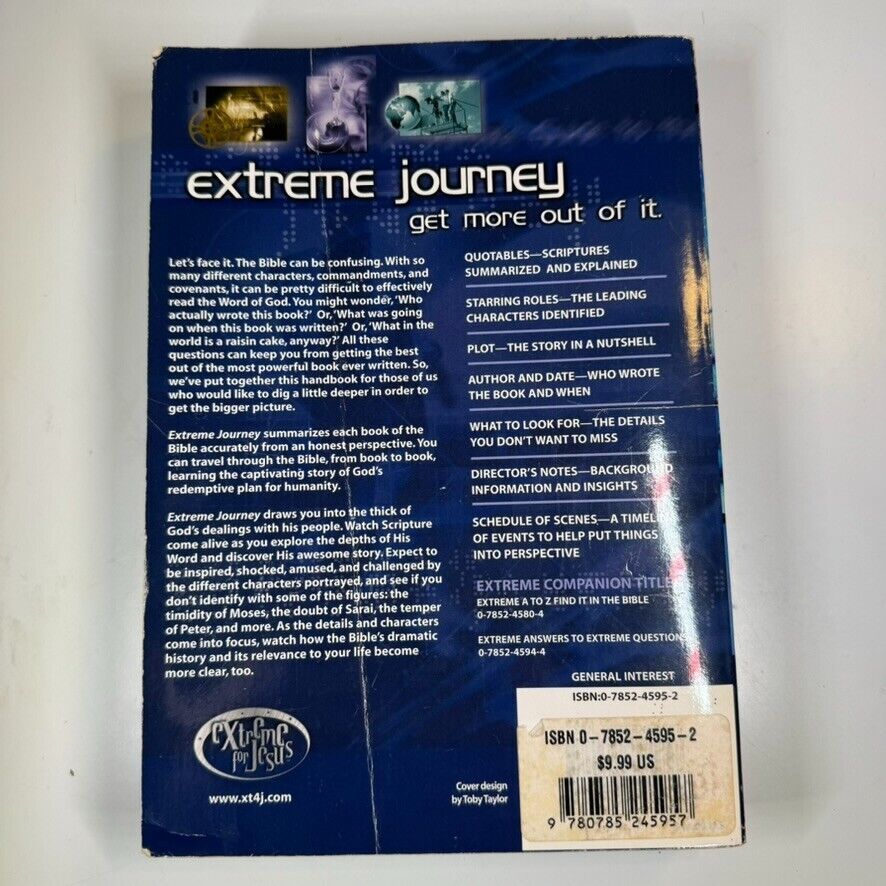 extreme journey
get more out of it.
Let's face it. The Bible can be confusing. With so
many different characters, commandments, and
covenants, it can be pretty difficult to effectively
read the Word of God. You might wonder, 'Who
actually wrote this book?' Or, 'What was going
on when this book was written?' Or, 'What in the
world is a raisin cake, anyway?' All these
questions can keep you from getting the best
out of the most powerful book ever written. So,
we've put together this handbook for those of us
who would like to dig a little deeper in order to
get the bigger picture.
Extreme Journey summarizes each book of the
Bible accurately from an honest perspective. You
can travel through the Bible, from book to book,
learning the captivating story of God's
redemptive plan for humanity.
Extreme Journey draws you into the thick of
God's dealings with his people. Watch Scripture
come alive as you explore the depths of His
Word and discover His awesome story. Expect to
be inspired, shocked, amused, and challenged by
the different characters portrayed, and see if you
don't identify with some of the figures: the
timidity of Moses, the doubt of Sarai, the temper
of Peter, and more. As the details and characters
come into focus, watch how the Bible's dramatic
history and its relevance to your life become
more clear, too.
QUOTABLES—SCRIPTURES
SUMMARIZED AND EXPLAINED
STARRING ROLES—THE LEADING
CHARACTERS IDENTIFIED
PLOT—THE STORY IN A NUTSHELL
AUTHOR AND DATE—WHO WROTE
THE BOOK AND WHEN
WHAT TO LOOK FOR—THE DETAILS
YOU DON'T WANT TO MISS
DIRECTOR'S NOTES—BACKGROUND
INFORMATION AND INSIGHTS
SCHEDULE OF SCENES—A TIMELINE
OF EVENTS TO HELP PUT THINGS
INTO PERSPECTIVE
EXTREME COMPANION TITLE
EXTREME A TO Z FIND IT IN THE BIBLE
0-7852-4580-4
EXTREME ANSWERS TO EXTREME QUESTIONS
0-7852-4594-4
GENERAL INTEREST
ISBN:0-7852-4595-2
ISBN 0-7852-4595-2
$9.99 US
9 780785 245957
extreme
for Jesus
www.xt4j.com
Cover design
by Toby Taylor